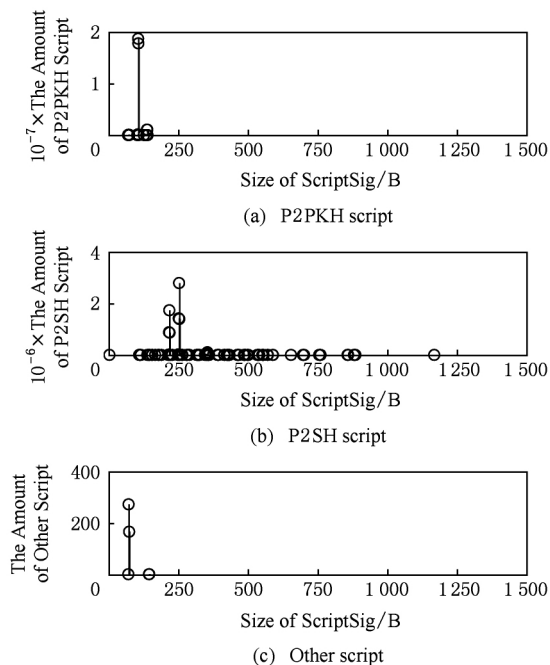 2
1
0
10⁻⁷×The Amount
of P2PKH Script
250 500 750 1 000 1 250 1 500
Size of ScriptSig/B
(a) P2PKH script
4
2
0
10⁻⁶×The Amount
of P2SH Script
250 500 750 1 000 1 250 1 500
Size of ScriptSig/B
(b) P2SH script
400
200
0
The Amount
of Other Script
250 500 750 1 000 1 250 1 500
Size of ScriptSig/B
(c) Other script